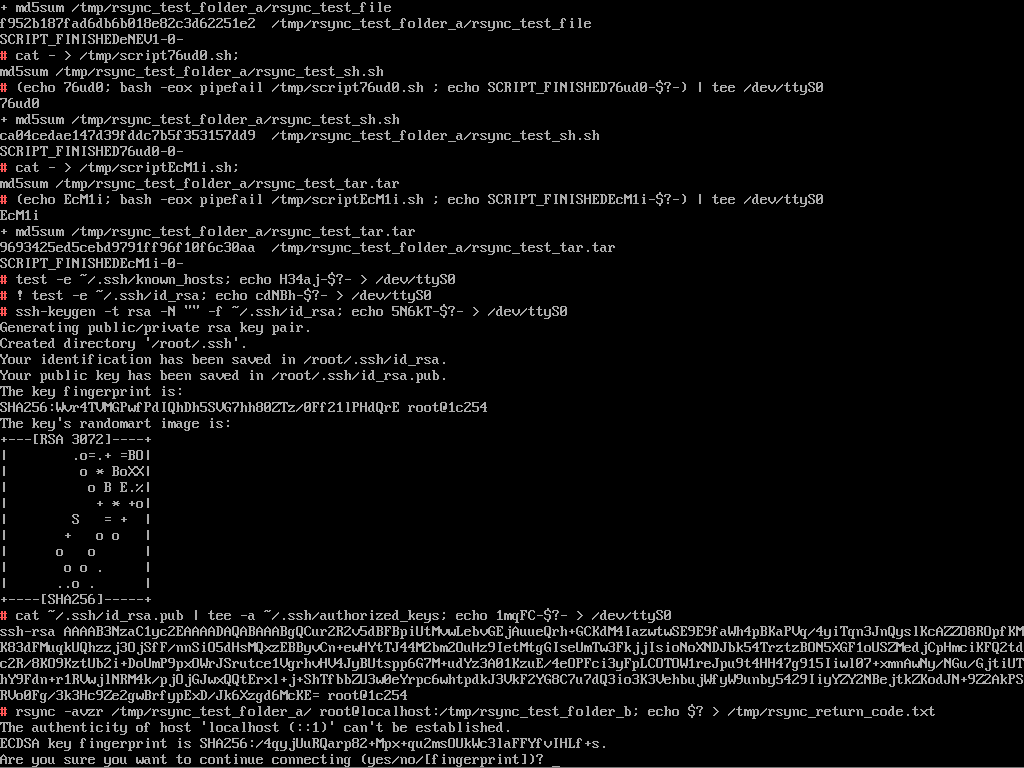 + md5sum /tmp/rsync_test_folder_a/rsync_test_file
f952b187fad6db6b018e82c3d62251e2  /tmp/rsync_test_folder_a/rsync_test_file
SCRIPT_FINISHEDeNEV1-0-
# cat - > /tmp/script76ud0.sh;
md5sum /tmp/rsync_test_folder_a/rsync_test_sh.sh
# (echo 76ud0; bash -eox pipefail /tmp/script76ud0.sh ; echo SCRIPT_FINISHED76ud0-$?-) | tee /dev/ttyS0
76ud0
+ md5sum /tmp/rsync_test_folder_a/rsync_test_sh.sh
ca04cedae147d39fddc7b5f353157dd9  /tmp/rsync_test_folder_a/rsync_test_sh.sh
SCRIPT_FINISHED76ud0-0-
# cat - > /tmp/scriptEcM1i.sh;
md5sum /tmp/rsync_test_folder_a/rsync_test_tar.tar
# (echo EcM1i; bash -eox pipefail /tmp/scriptEcM1i.sh ; echo SCRIPT_FINISHEDEcM1i-$?-) | tee /dev/ttyS0
EcM1i
+ md5sum /tmp/rsync_test_folder_a/rsync_test_tar.tar
9693425ed5cebd9791ff96f10f6c30aa  /tmp/rsync_test_folder_a/rsync_test_tar.tar
SCRIPT_FINISHEDEcM1i-0-
# test -e ~/.ssh/known_hosts; echo H34aj-$?- > /dev/ttyS0
# ! test -e ~/.ssh/id_rsa; echo cdNBh-$?- > /dev/ttyS0
# ssh-keygen -t rsa -N "" -f ~/.ssh/id_rsa; echo 5N6kT-$?- > /dev/ttyS0
Generating public/private rsa key pair.
Created directory '/root/.ssh'.
Your identification has been saved in /root/.ssh/id_rsa.
Your public key has been saved in /root/.ssh/id_rsa.pub.
The key fingerprint is:
SHA256:Wvr4TVMGPwfPdIQhDh5SVG7hh80ZTz/0Ff21lPHdQrE root@1c254
The key's randomart image is:
+---[RSA 3072]----+
|        .o=.+ =BO|
|         o * BoXX|
|          o B E.%|
|           + * +o|
|        S   = +  |
|       +   o o   |
|      o   o      |
|       o o .     |
|      ..o .      |
+----[SHA256]-----+
# cat ~/.ssh/id_rsa.pub | tee -a ~/.ssh/authorized_keys; echo 1mqFC-$?- > /dev/ttyS0
ssh-rsa AAAAB3NzaC1yc2EAAAADAQABAAABgQCur2R2v5dBFBpiUtMvwLebvGEjAuueQrh+GCKdM4IazwtwSE9E9faWh4pBKaPVq/4yiTqn3JnQyslKcAZZO8ROpfKM
K83dFMuqkUQhzzj3OjSfF/nnSiO5dHsMQxzEBByvCn+ewHYtTJ44M2bm2OuHz9IetMtgGIseUmTw3FkjjIsioNoXNDJbk54TrztzBON5XGF1oUSZMedjCpHmciKFQ2td
c2R/8KO9KztUb2i+DoUmP9pxOWrJSrutce1VgrhvHV4JyBUtspp6G7M+udYz3A01KzuE/4eOPFci3yFpLCOTOW1reJpu9t4HH47g915Iiwl07+xmnAwNy/NGu/GjtiUT
hY9Fdn+r1RVwjlNRM4k/pjOjGJwxQQtErxl+j+ShTfbbZU3w0eYrpc6whtpdkJ3VkF2YG8C7u7dQ3io3K3VehbujWfyW9unby5429IiyYZY2NBejtkZKodJN+9Z2AkPS
RVo0Fg/3k3Hc9Ze2gwBrfypExD/Jk6Xzgd6McKE= root@1c254
# rsync -avzr /tmp/rsync_test_folder_a/ root@localhost:/tmp/rsync_test_folder_b; echo $? > /tmp/rsync_return_code.txt
The authenticity of host 'localhost (::1)' can't be established.
ECDSA key fingerprint is SHA256:/4qyjUuRQarp82+Mpx+qu2msOUkWc3laFFYfvIHLf+s.
Are you sure you want to continue connecting (yes/no/[fingerprint])? _